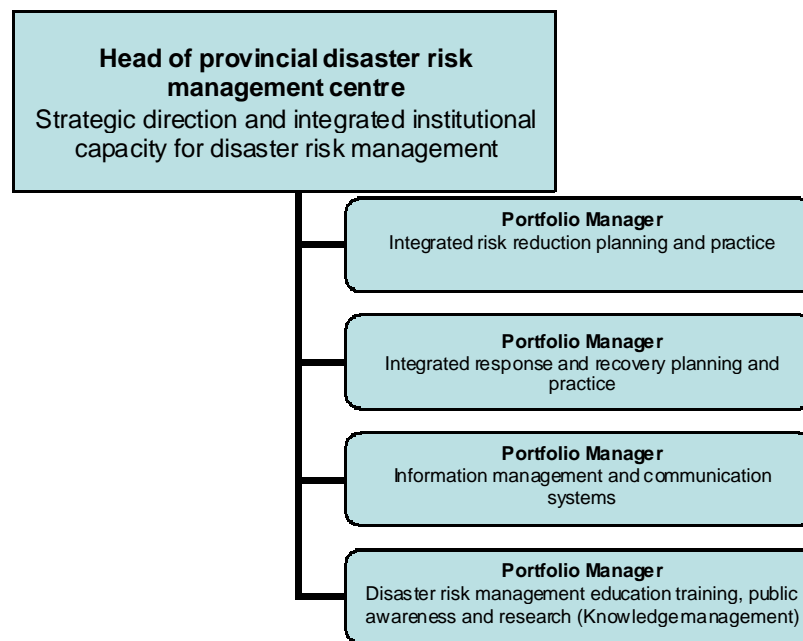 Head of provincial disaster risk
management centre
Strategic direction and integrated institutional
capacity for disaster risk management
Portfolio Manager
Integrated risk reduction planning and practice
Portfolio Manager
Integrated response and recovery planning and
practice
Portfolio Manager
Information management and communication
systems
Portfolio Manager
Disaster risk management education training, public
awareness and research (Knowledge management)